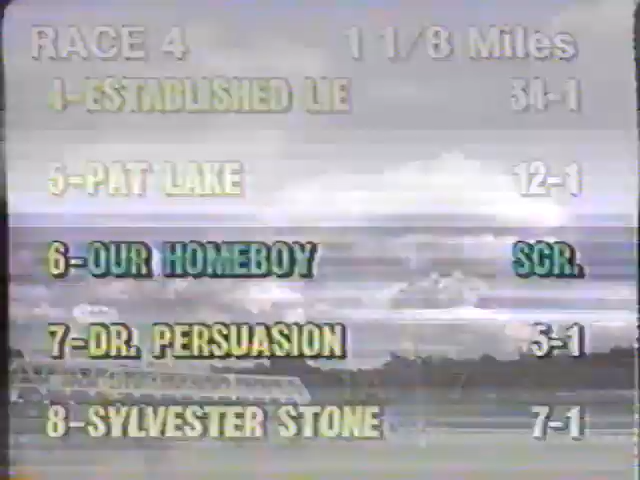 RACE 4 1 1/8 Miles
4-ESTABLISHED LIE 54-1
5-PAT LAKE 12-1
6-OUR HOMEBOY SCR.
7-DR. PERSUASION 5-1
8-SYLVESTER STONE 7-1